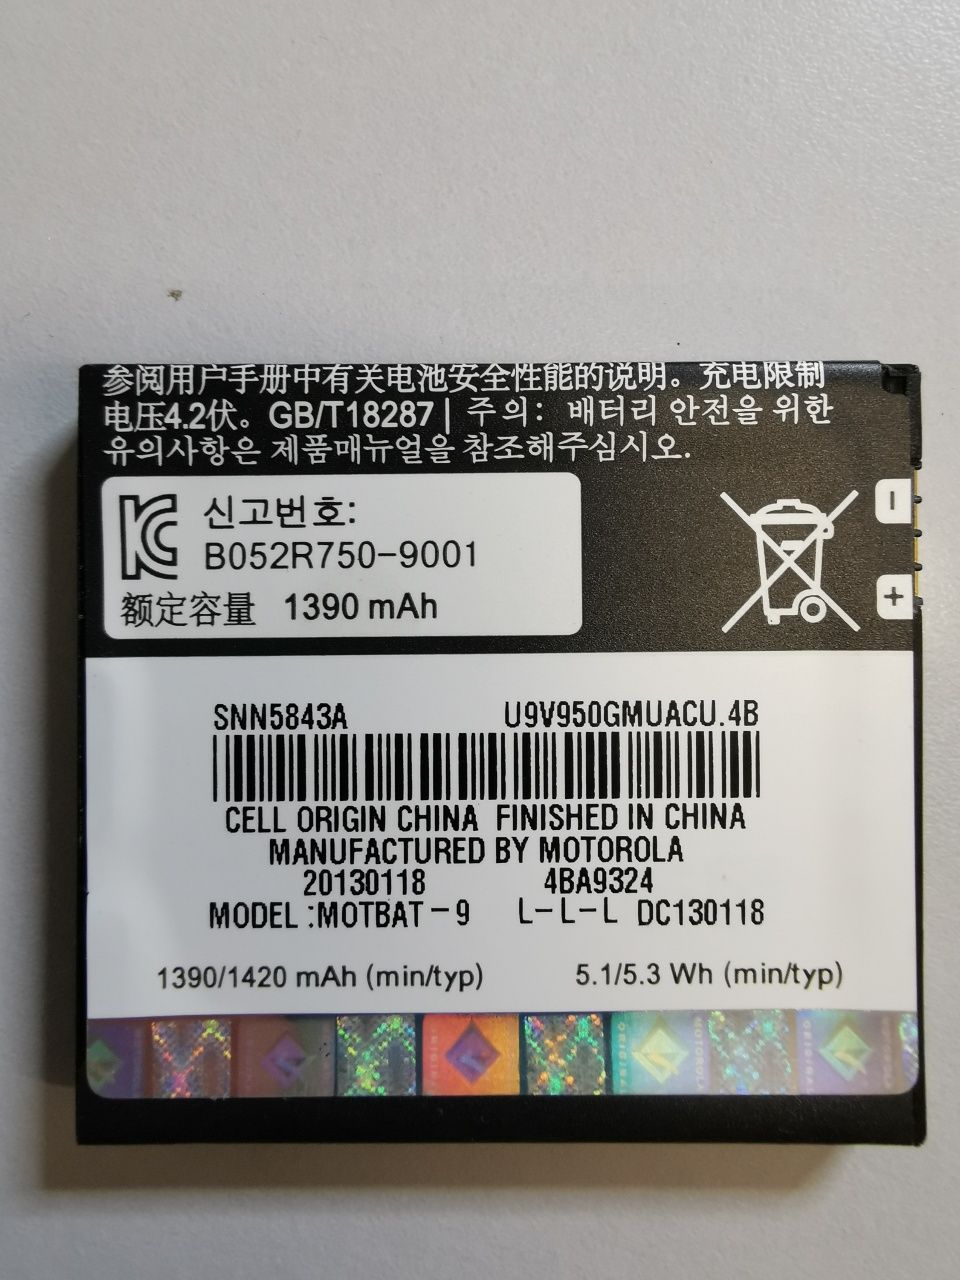 参阅用户手册中有关电池安全性能的说明。充电限制
电压4.2伏。GB/T18287 | 주의: 배터리 안전을 위한
유의사항은 제품매뉴얼을 참조해주십시오.
신고번호:
B052R750-9001
额定容量 1390 mAh
-
+
SNN5843A U9V950GMUACU.4B
CELL ORIGIN CHINA FINISHED IN CHINA
MANUFACTURED BY MOTOROLA
20130118 4BA9324
MODEL :MOTBAT-9 L-L-L DC130118
1390/1420 mAh (min/typ) 5.1/5.3 Wh (min/typ)